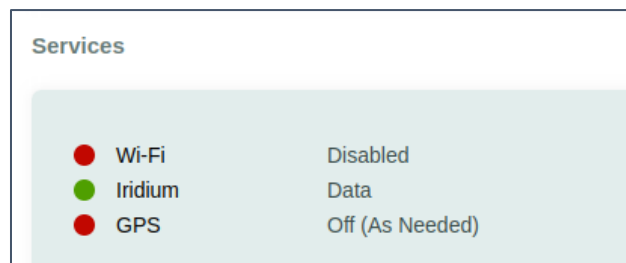 Services
Wi-Fi Disabled
Iridium Data
GPS Off (As Needed)